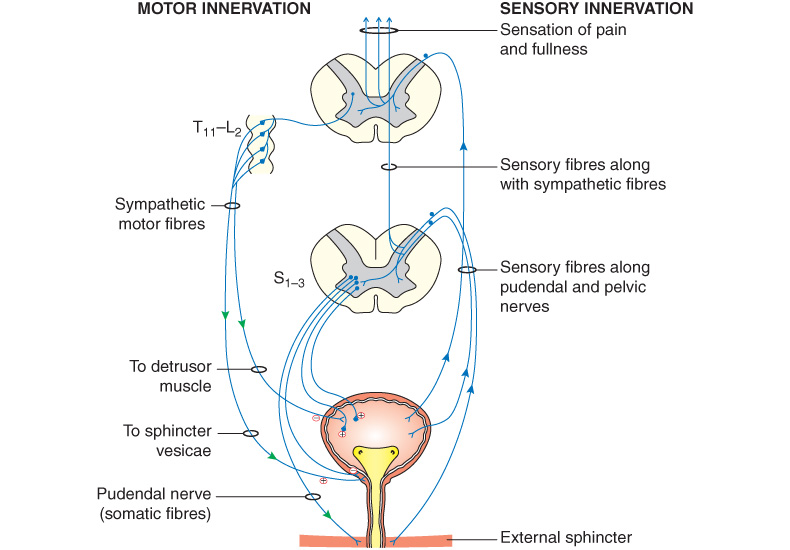 MOTOR INNERVATION
SENSORY INNERVATION
Sensation of pain
and fullness
T11–L2
Sensory fibres along
with sympathetic fibres
Sympathetic
motor fibres
S1–3
Sensory fibres along
pudendal and pelvic
nerves
To detrusor
muscle
To sphincter
vesicae
Pudendal nerve
(somatic fibres)
External sphincter